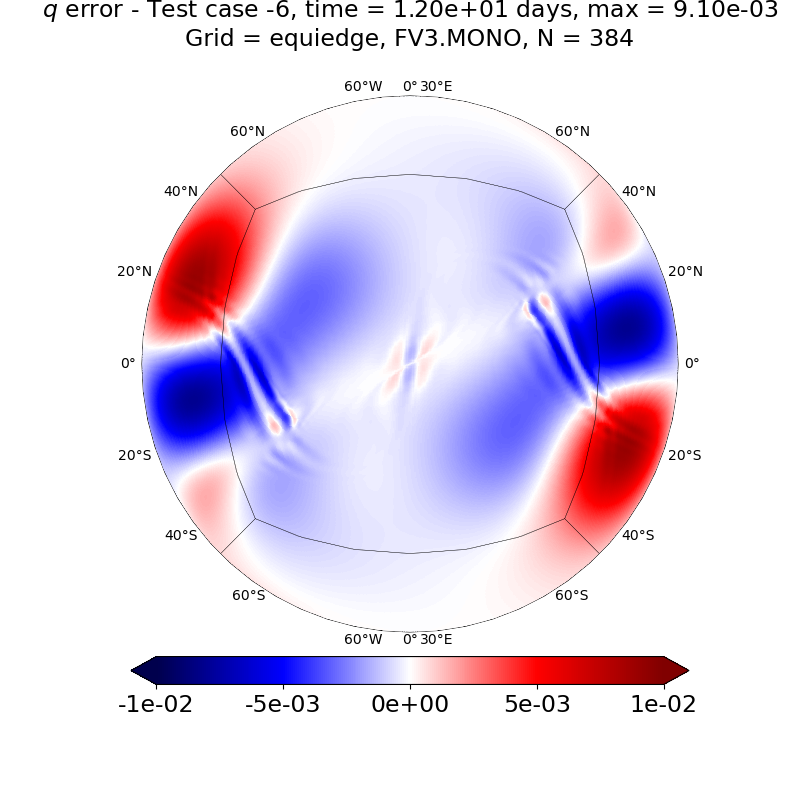 q error - Test case -6, time = 1.20e+01 days, max = 9.10e-03
Grid = equiedge, FV3.MONO, N = 384
60°W 0° 30°E
60°N 60°N
40°N 40°N
20°N 20°N
0° 0°
20°S 20°S
40°S 40°S
60°S 60°S
60°W 0° 30°E
-1e-02 -5e-03 0e+00 5e-03 1e-02